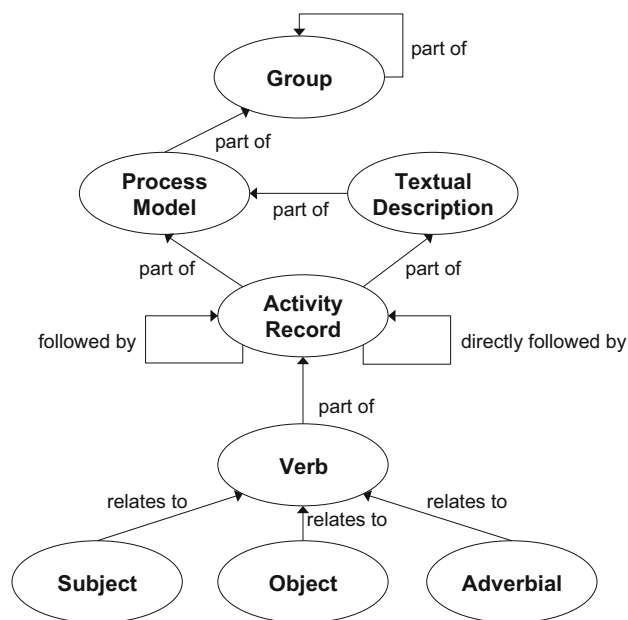 part of
Group
part of
Process
Model
Textual
Description
part of
part of
part of
Activity
Record
followed by
directly followed by
part of
Verb
relates to
relates to
relates to
Subject
Object
Adverbial